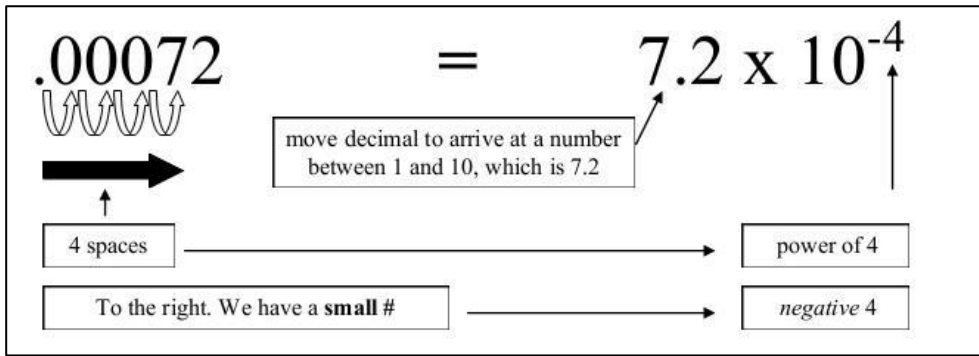 .00072 = 7.2 x 10⁻⁴
move decimal to arrive at a number
between 1 and 10, which is 7.2
4 spaces
power of 4
To the right. We have a small #
negative 4